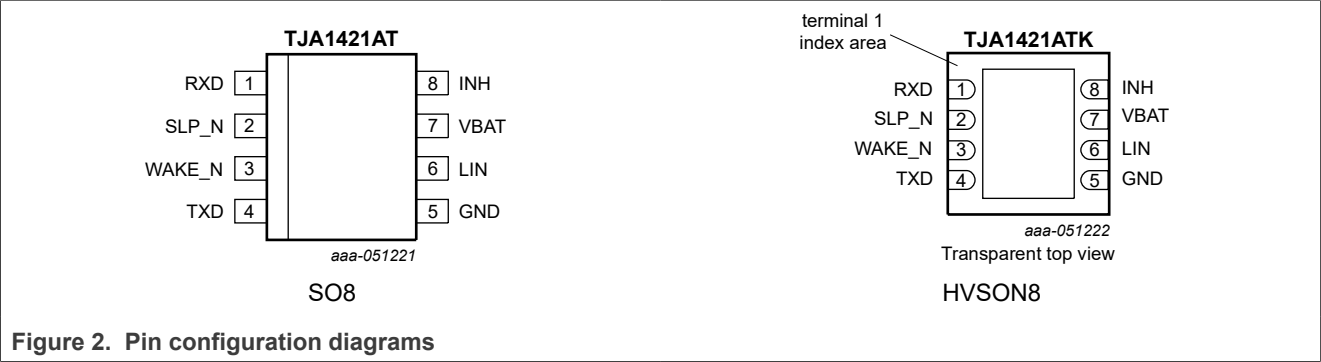 TJA1421AT
RXD 1
SLP_N 2
WAKE_N 3
TXD 4
8 INH
7 VBAT
6 LIN
5 GND
aaa-051221
SO8
terminal 1
index area
TJA1421ATK
RXD 1
SLP_N 2
WAKE_N 3
TXD 4
8 INH
7 VBAT
6 LIN
5 GND
aaa-051222
Transparent top view
HVSON8
Figure 2. Pin configuration diagrams